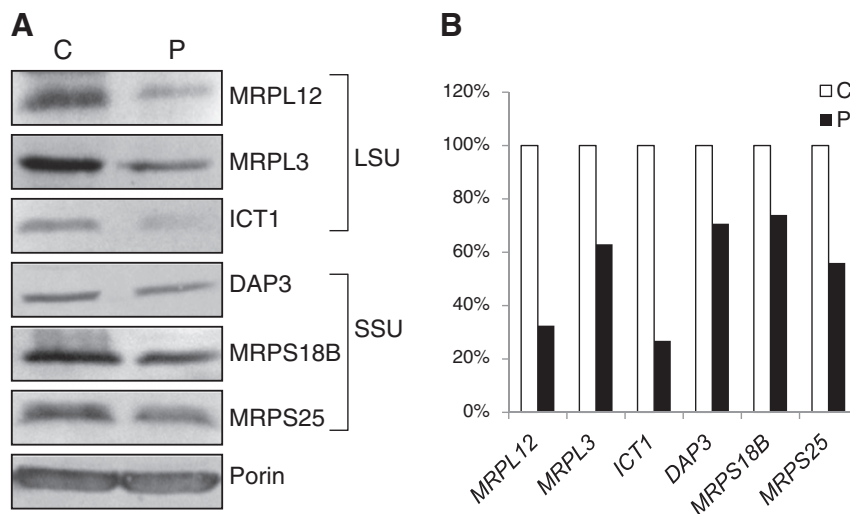 A
C P
MRPL12
MRPL3
LSU
ICT1
DAP3
SSU
MRPS18B
MRPS25
Porin
B
C
P
120%
100%
80%
60%
40%
20%
0%
MRPL12
MRPL3
ICT1
DAP3
MRPS18B
MRPS25